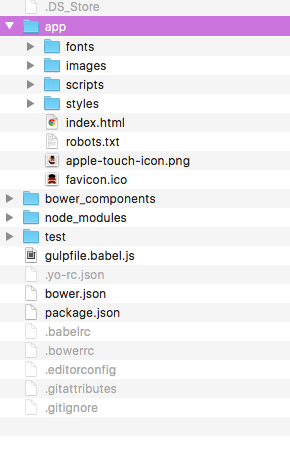 .DS_Store
app
fonts
images
scripts
styles
index.html
robots.txt
apple-touch-icon.png
favicon.ico
bower_components
node_modules
test
gulpfile.babel.js
.yo-rc.json
bower.json
package.json
.babelrc
.bowerrc
.editorconfig
.gitattributes
.gitignore